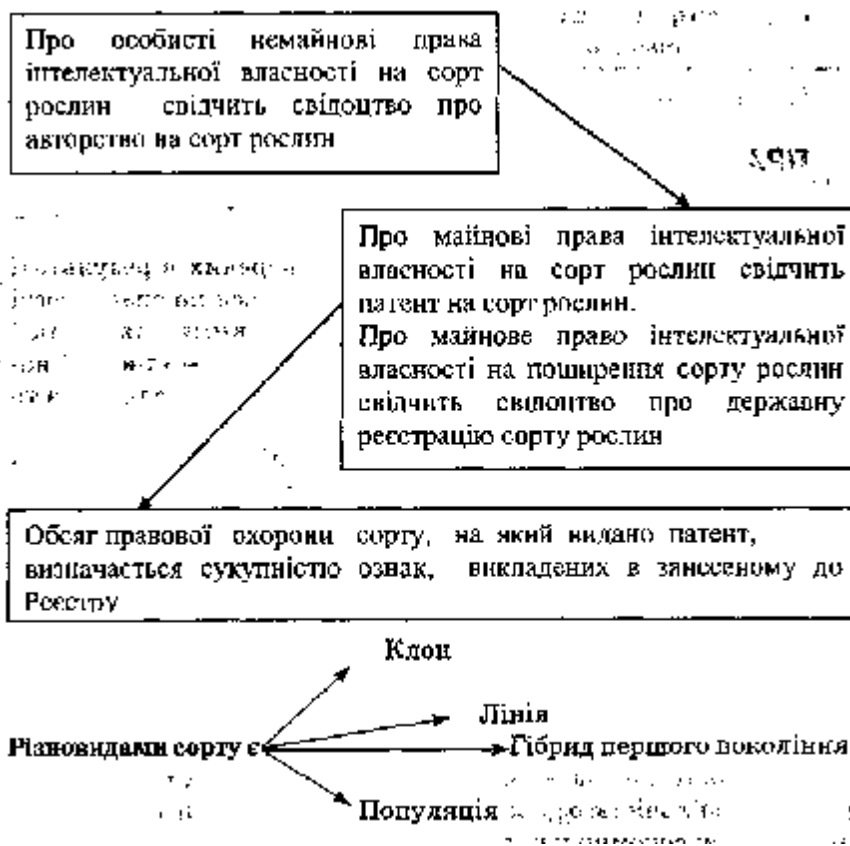 Про особисті немайнові права
інтелектуальної власності на сорт
рослин свідчить свідоцтво про
авторство на сорт рослин
Про майнові права інтелектуальної
власності на сорт рослин свідчить
патент на сорт рослин.
Про майнове право інтелектуальної
власності на поширення сорту рослин
свідчить свідоцтво про державну
реєстрацію сорту рослин
Обсяг правової охорони сорту, на який видано патент,
визначається сукупністю ознак, викладених в занесеному до
Реєстру
Клон
Лінія
Різновидами сорту є
Гібрид першого покоління
Популяція